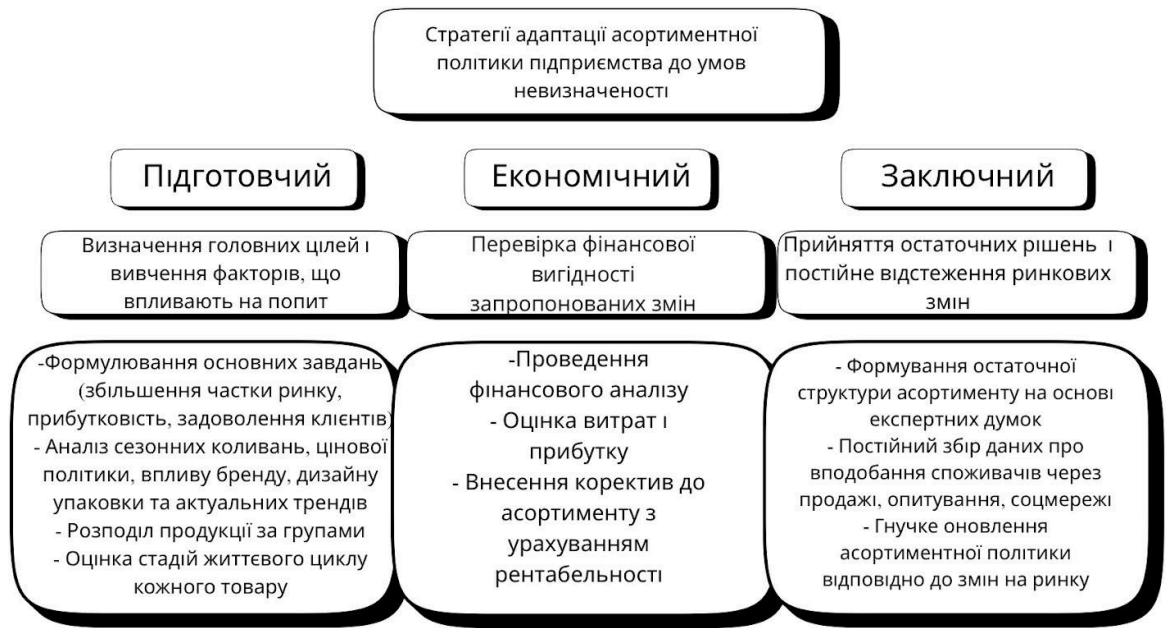 Стратегії адаптації асортиментної
політики підприємства до умов
невизначеності
Підготовчий
Визначення головних цілей і
вивчення факторів, що
впливають на попит
-Формулювання основних завдань
(збільшення частки ринку,
прибутковість, задоволення клієнтів)
- Аналіз сезонних коливань, цінової
політики, впливу бренду, дизайну
упаковки та актуальних трендів
- Розподіл продукції за групами
- Оцінка стадій життєвого циклу
кожного товару
Економічний
Перевірка фінансової
вигідності
запропонованих змін
-Проведення
фінансового аналізу
- Оцінка витрат і
прибутку
- Внесення коректив до
асортименту з
урахуванням
рентабельності
Заключний
Прийняття остаточних рішень і
постійне відстеження ринкових
змін
- Формування остаточної
структури асортименту на основі
експертних думок
- Постійний збір даних про
вподобання споживачів через
продажі, опитування, соцмережі
- Гнучке оновлення
асортиментної політики
відповідно до змін на ринку